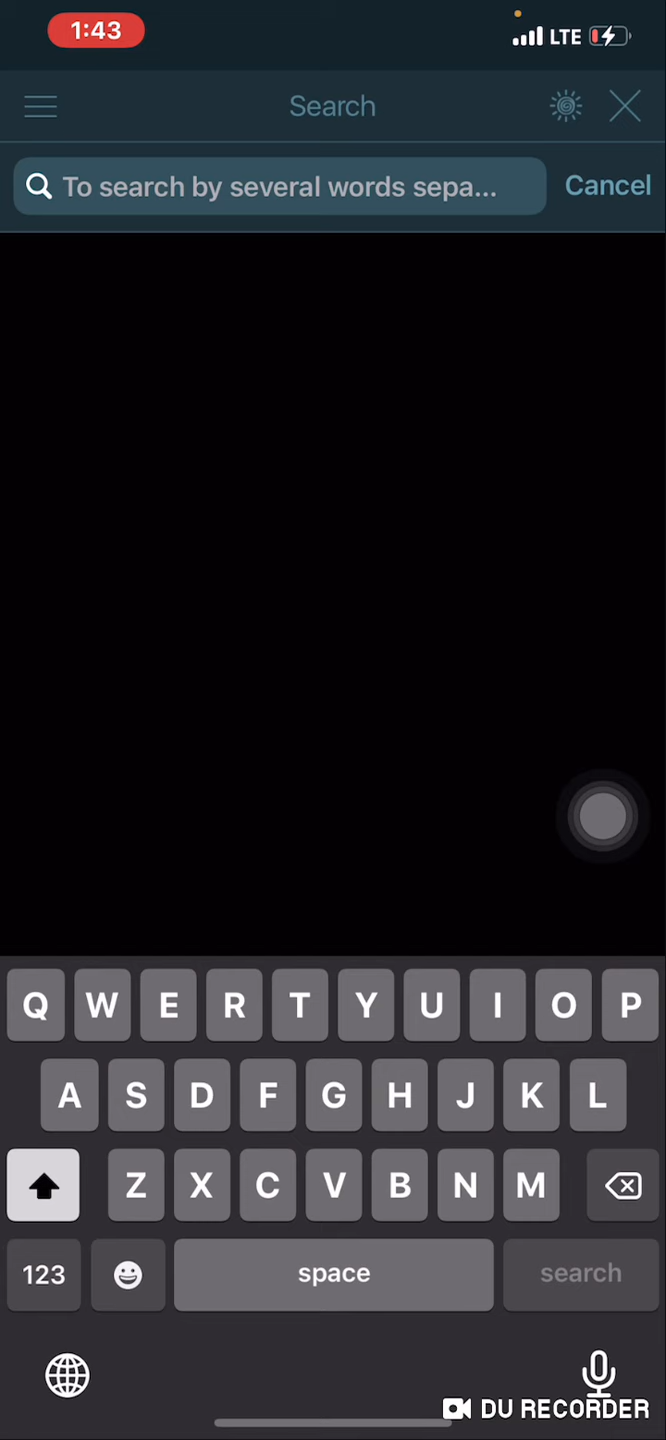 1:43
LTE
Search
To search by several words sepa...
Cancel
Q W E R T Y U I O P
A S D F G H J K L
Z X C V B N M
123 space search
DU RECORDER